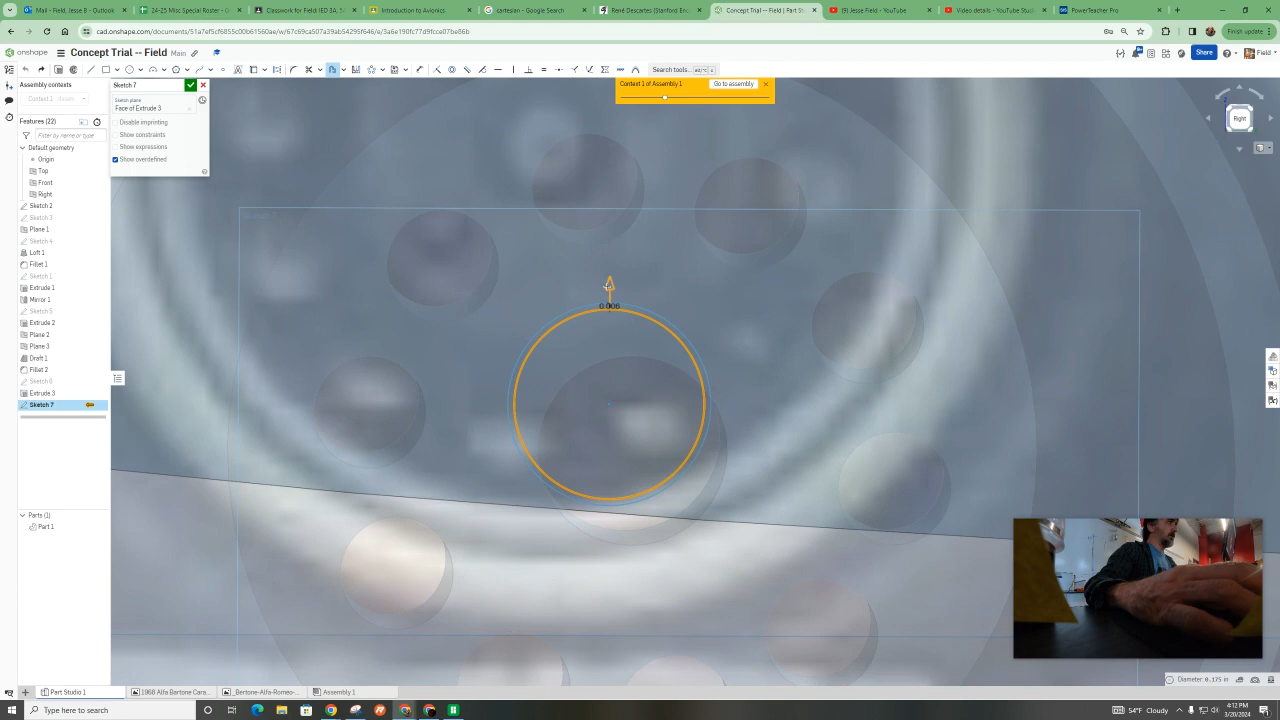 Mail - Field, Jesse B - Outlook
24-25 Misc Special Roster - G
Classwork for Field| IED 3A, 5
Introduction to Avionics
cartesian - Google Search
René Descartes (Stanford Enc
Concept Trial -- Field | Part St
(9) Jesse Field - YouTube
Video details - YouTube Studi
PowerTeacher Pro
cad.onshape.com/documents/51a7ef5cf6855c00b61560ae/w/67c69ca507a39ab54295f646/e/3a6e190fc77d9fcce07be86b
Finish update
onshape
Concept Trial -- Field
Main
Share
Field
Search tools...
Assembly contexts
Context 1
Features (22)
Filter by name or type
Default geometry
Origin
Top
Front
Right
Sketch 2
Sketch 3
Plane 1
Sketch 4
Loft 1
Fillet 1
Sketch 1
Extrude 1
Mirror 1
Sketch 5
Extrude 2
Plane 2
Plane 3
Draft 1
Fillet 2
Sketch 6
Extrude 3
Sketch 7
Parts (1)
Part 1
Sketch 7
Sketch plane
Face of Extrude 3
Disable imprinting
Show constraints
Show expressions
Show overdefined
Context 1 of Assembly 1
Go to assembly
Right
0.006
Diameter: 0.175 in
Part Studio 1
1968 Alfa Bartone Cara...
_Bertone-Alfa-Romeo-...
Assembly 1
Type here to search
54°F Cloudy
4:12 PM
3/20/2024